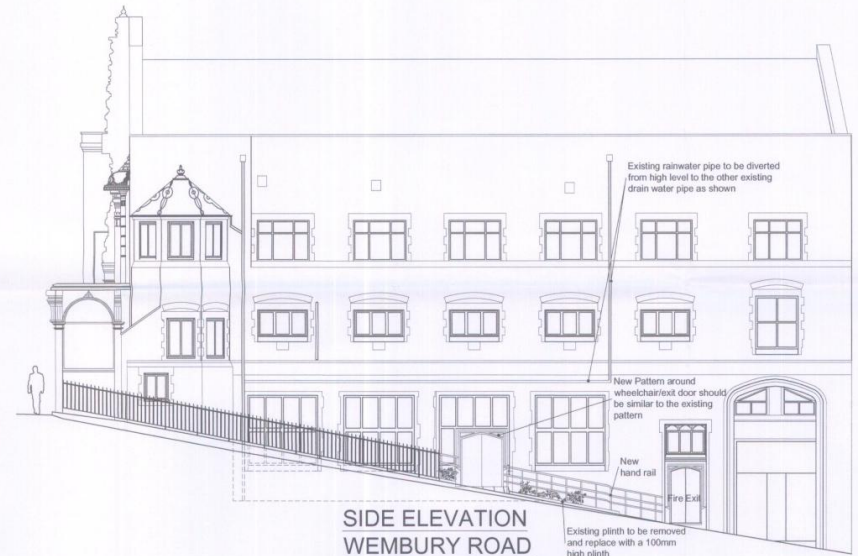 Existing rainwater pipe to be diverted
from high level to the other existing
drain water pipe as shown
New Pattern around
wheelchair/exit door should
be similar to the existing
pattern
New
hand rail
Fire Exit
SIDE ELEVATION
WEMBURY ROAD
Existing plinth to be removed
and replace with a 100mm
high plinth